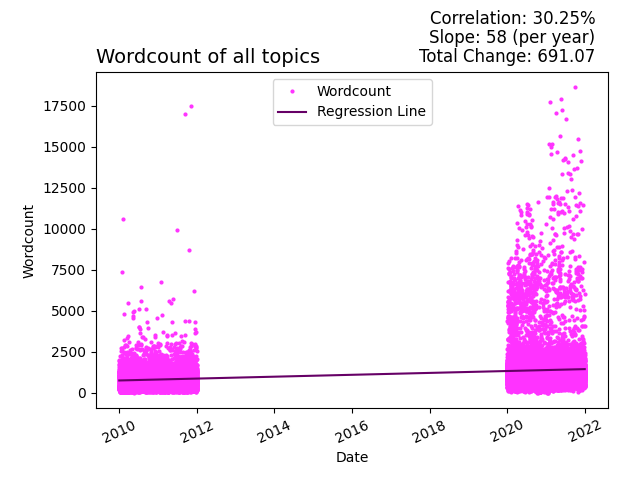 Correlation: 30.25%
Slope: 58 (per year)
Wordcount of all topics
Total Change: 691.07
Wordcount
Regression Line
17500
15000
12500
10000
7500
5000
2500
0
Wordcount
2010
2012
2014
2016
2018
2020
2022
Date